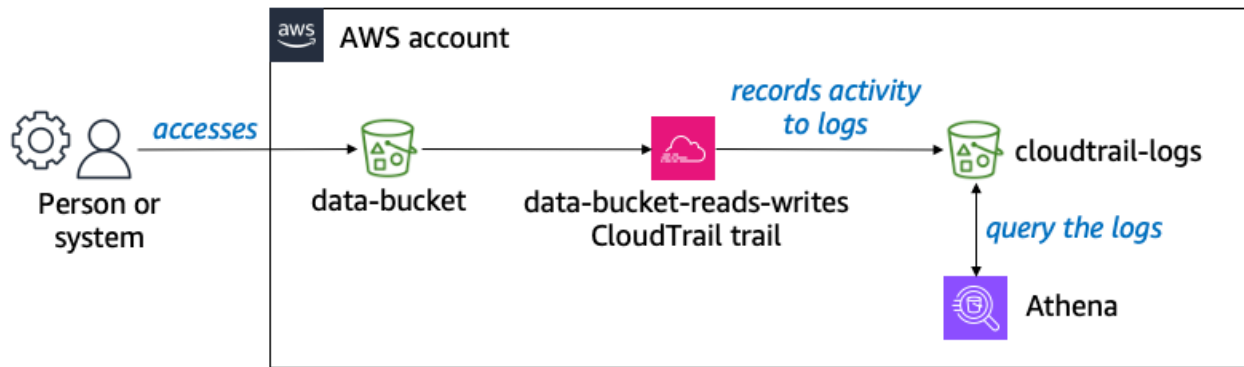 aws
AWS account
accesses
Person or
system
data-bucket
data-bucket-reads-writes
CloudTrail trail
records activity
to logs
cloudtrail-logs
query the logs
Athena